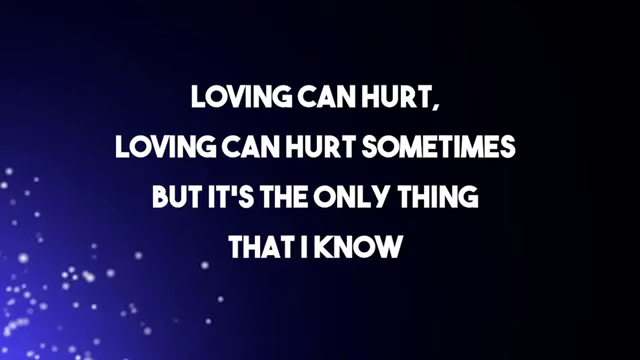 LOVING CAN HURT,
LOVING CAN HURT SOMETIMES
BUT IT'S THE ONLY THING
THAT I KNOW